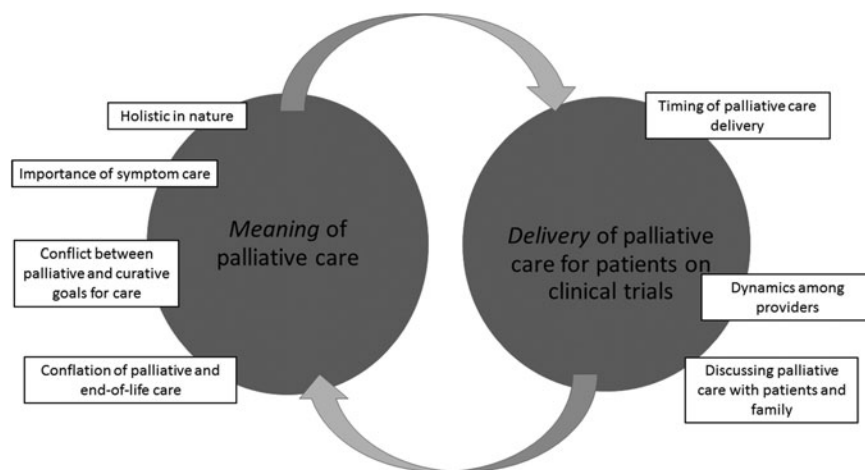 Holistic in nature
Importance of symptom care
Conflict between
palliative and curative
goals for care
Conflation of palliative and
end-of-life care
Meaning of
palliative care
Timing of palliative care
delivery
Delivery of palliative
care for patients on
clinical trials
Dynamics among
providers
Discussing palliative
care with patients and
family